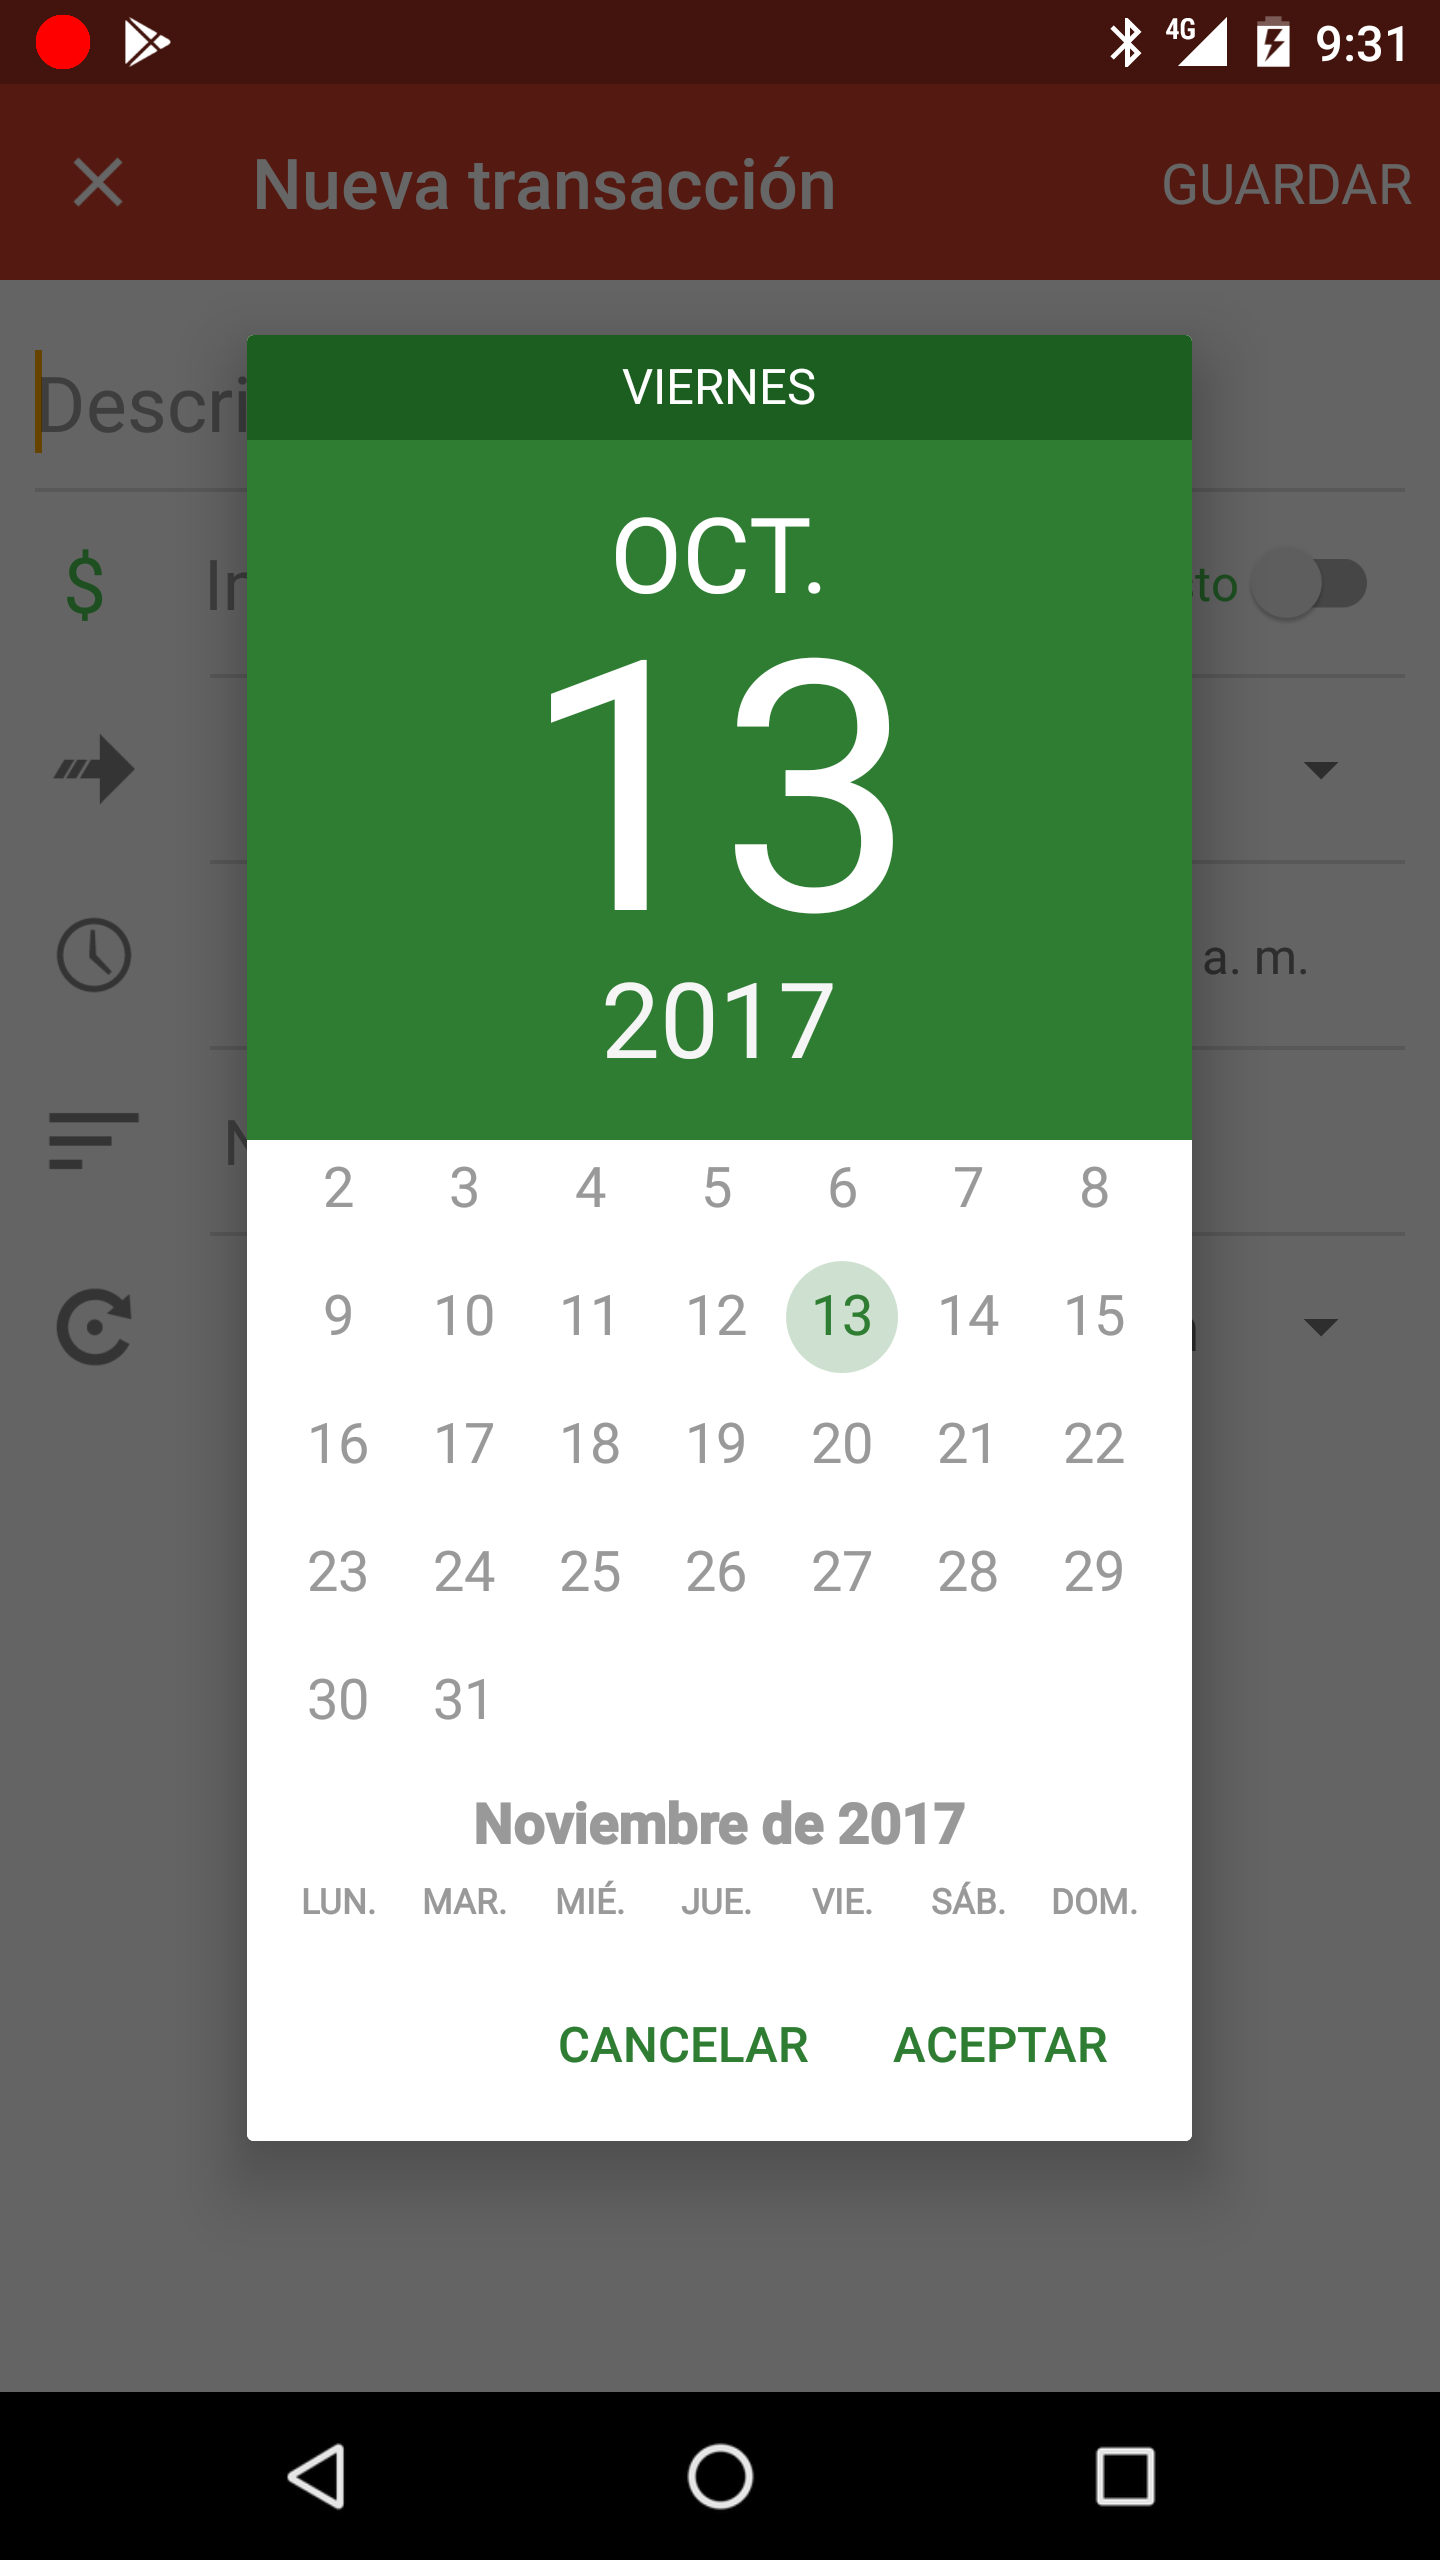 4G 9:31
Nueva transacción GUARDAR
VIERNES
OCT.
13
2017
$
a. m.
2 3 4 5 6 7 8
9 10 11 12 13 14 15
16 17 18 19 20 21 22
23 24 25 26 27 28 29
30 31
Noviembre de 2017
LUN. MAR. MIÉ. JUE. VIE. SÁB. DOM.
CANCELAR ACEPTAR